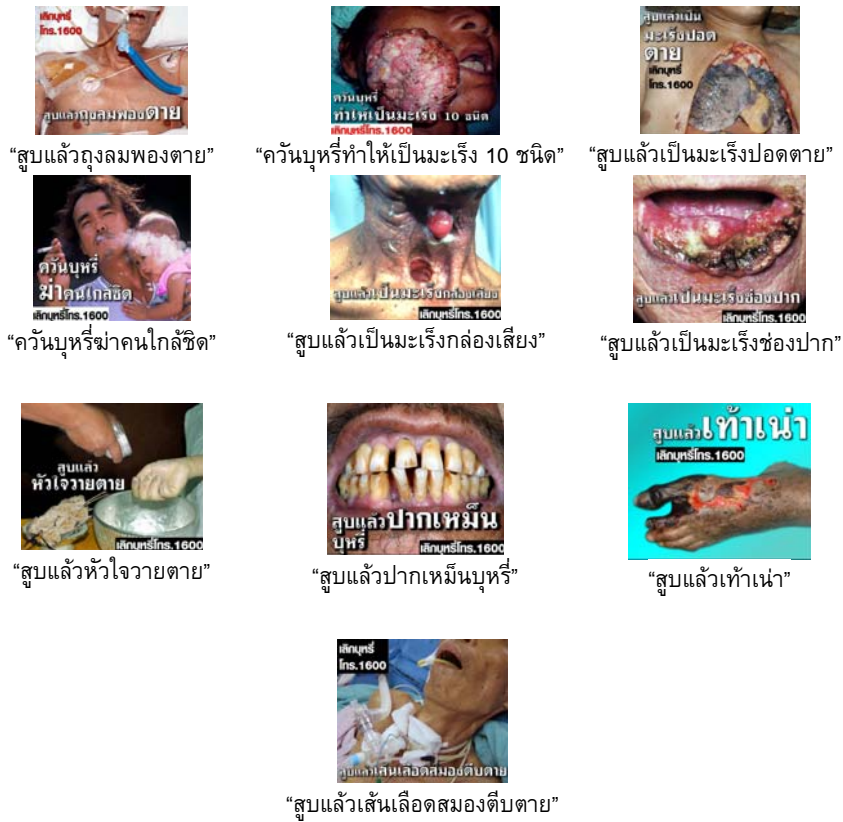 เลิกบุหรี่
โทร.1600
สูบแล้วถุงลมพองตาย
ควันบุหรี่
ทำให้เป็นมะเร็ง 10 ชนิด
เลิกบุหรี่โทร.1600
สูบแล้วเป็น
มะเร็งปอด
ตาย
เลิกบุหรี่
โทร.1600
“สูบแล้วถุงลมพองตาย”
“ควันบุหรี่ทำให้เป็นมะเร็ง 10 ชนิด”
“สูบแล้วเป็นมะเร็งปอดตาย”
ควันบุหรี่
ฆ่าคนใกล้ชิด
เลิกบุหรี่โทร.1600
สูบแล้วเป็นมะเร็งกล่องเสียง
เลิกบุหรี่โทร.1600
สูบแล้วเป็นมะเร็งช่องปาก
เลิกบุหรี่โทร.1600
“ควันบุหรี่ฆ่าคนใกล้ชิด”
“สูบแล้วเป็นมะเร็งกล่องเสียง”
“สูบแล้วเป็นมะเร็งช่องปาก”
สูบแล้ว
หัวใจวายตาย
เลิกบุหรี่โทร.1600
สูบแล้วปากเหม็น
บุหรี่
เลิกบุหรี่โทร.1600
สูบแล้วเท้าเน่า
เลิกบุหรี่โทร.1600
“สูบแล้วหัวใจวายตาย”
“สูบแล้วปากเหม็นบุหรี่”
“สูบแล้วเท้าเน่า”
เลิกบุหรี่
โทร.1600
สูบแล้วเส้นเลือดสมองตีบตาย
“สูบแล้วเส้นเลือดสมองตีบตาย”